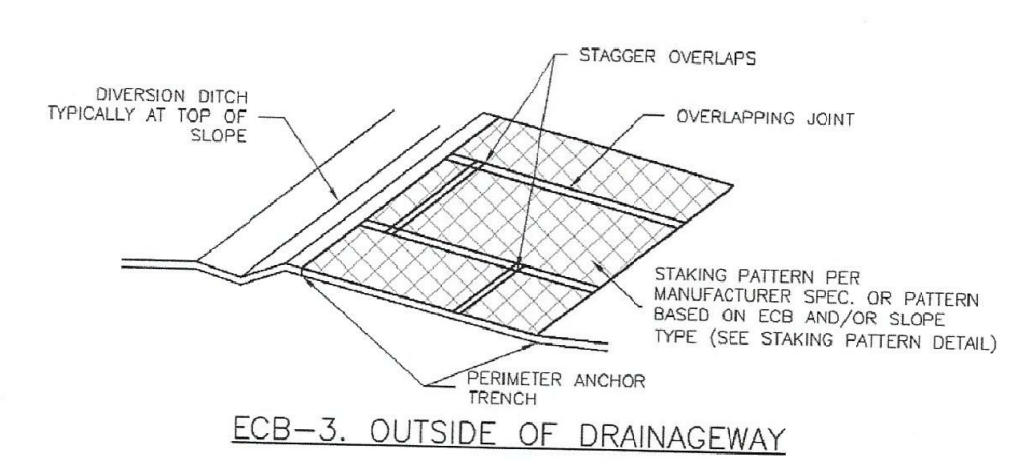 STAGGER OVERLAPS
DIVERSION DITCH
TYPICALLY AT TOP OF
SLOPE
OVERLAPPING JOINT
STAKING PATTERN PER
MANUFACTURER SPEC. OR PATTERN
BASED ON ECB AND/OR SLOPE
TYPE (SEE STAKING PATTERN DETAIL)
PERIMETER ANCHOR
TRENCH
ECB-3. OUTSIDE OF DRAINAGEWAY